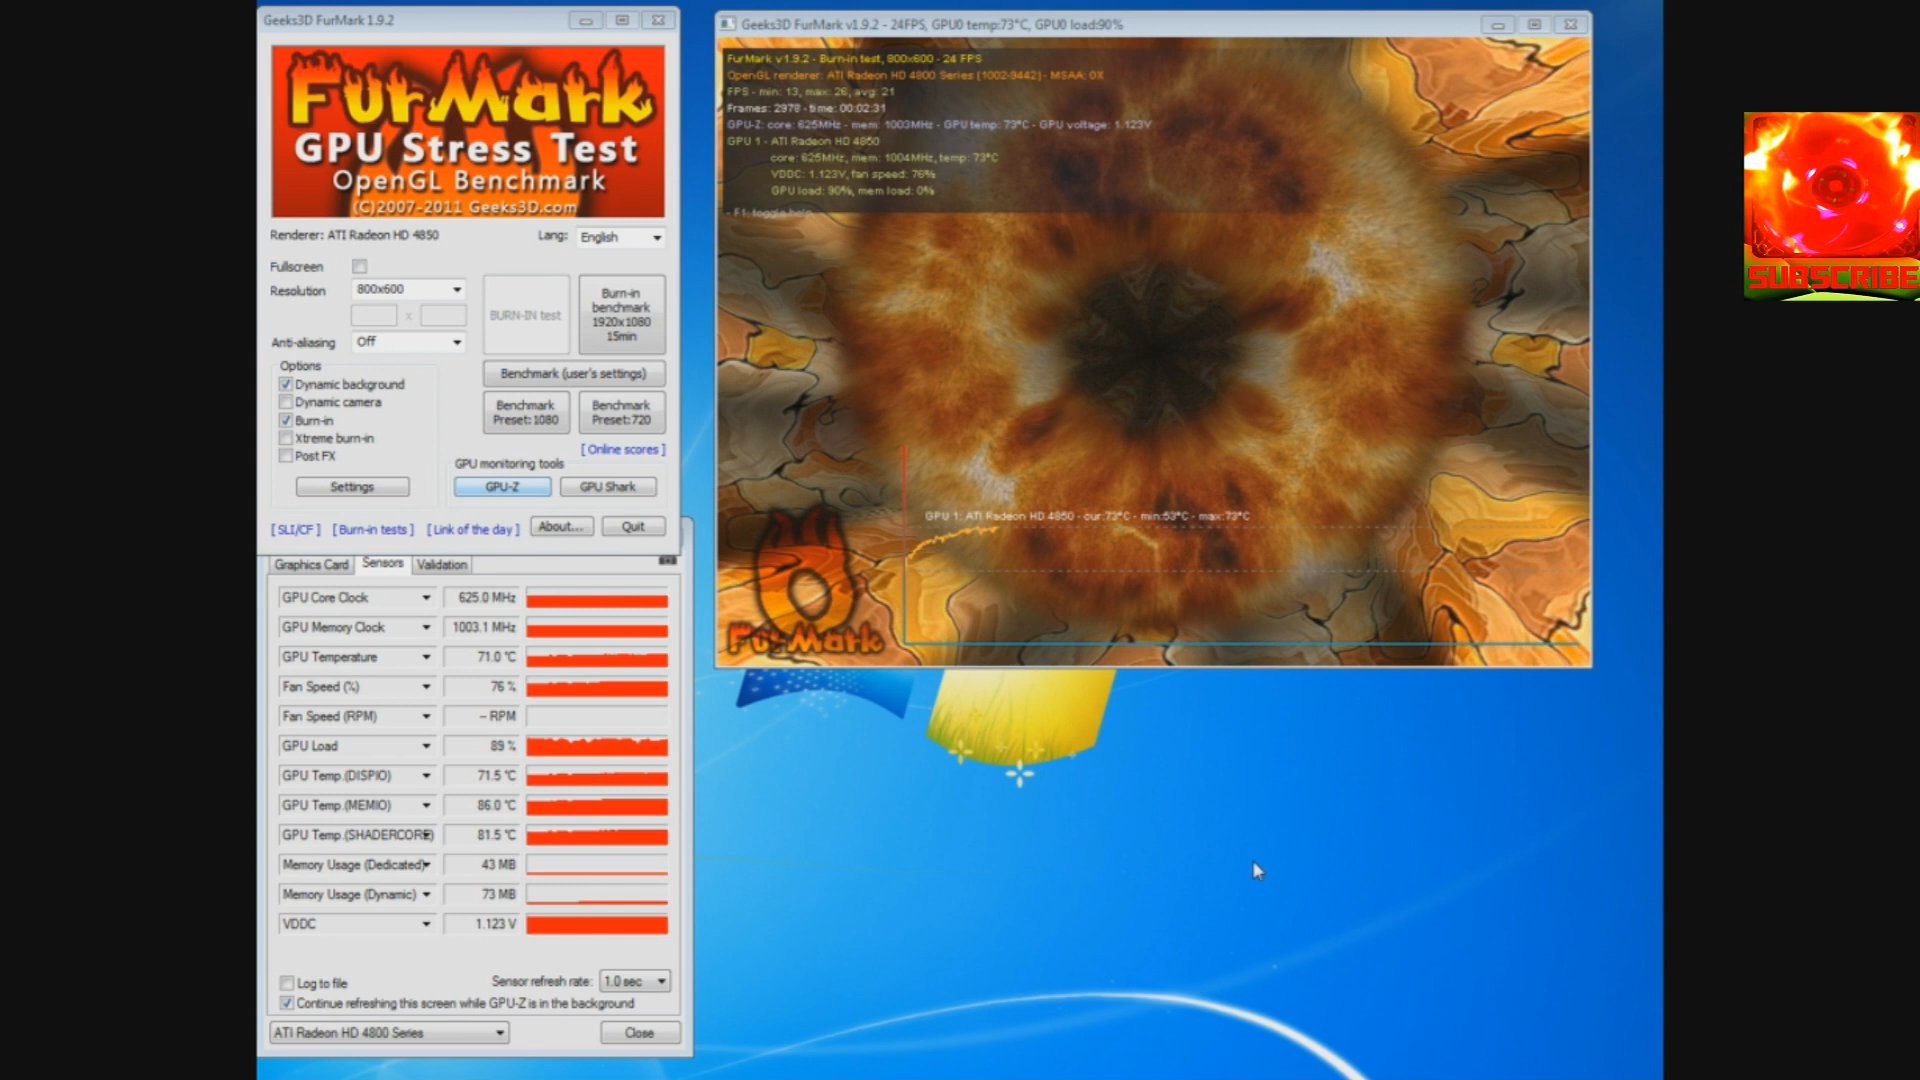 Geeks3D FurMark 1.9.2
FurMark
GPU Stress Test
OpenGL Benchmark
(C)2007-2011 Geeks3D.com
Renderer: ATI Radeon HD 4850
Lang: English
Fullscreen
Resolution 800x600
x
Anti-aliasing Off
BURN-IN test
Burn-in
benchmark
1920x1080
15min
Options
Dynamic background
Dynamic camera
Burn-in
Xtreme burn-in
Post FX
Settings
Benchmark (user's settings)
Benchmark
Preset:1080
Benchmark
Preset:720
[ Online scores ]
GPU monitoring tools
GPU-Z GPU Shark
[ SLI/CF ] [ Burn-in tests ] [ Link of the day ] About... Quit
Graphics Card Sensors Validation
GPU Core Clock 625.0 MHz
GPU Memory Clock 1003.1 MHz
GPU Temperature 71.0 °C
Fan Speed (%) 76 %
Fan Speed (RPM) -- RPM
GPU Load 89 %
GPU Temp.(DISPIO) 71.5 °C
GPU Temp.(MEMIO) 86.0 °C
GPU Temp.(SHADERCORE) 81.5 °C
Memory Usage (Dedicated) 43 MB
Memory Usage (Dynamic) 73 MB
VDDC 1.123 V
Log to file
Sensor refresh rate: 1.0 sec
Continue refreshing this screen while GPU-Z is in the background
ATI Radeon HD 4800 Series Close
Geeks3D FurMark v1.9.2 - 24FPS, GPU0 temp:73°C, GPU0 load:90%
FurMark v1.9.2 - Burn-in test, 800x600 - 24 FPS
OpenGL renderer: ATI Radeon HD 4800 Series (1002-9442) - MSAA: 0X
FPS - min: 13, max: 26, avg: 21
Frames: 2978 - time: 00:02:31
GPU-Z: core: 625MHz - mem: 1003MHz - GPU temp: 73°C - GPU voltage: 1.123V
GPU 1 - ATI Radeon HD 4850
core: 625MHz, mem: 1004MHz, temp: 73°C
VDDC: 1.123V, fan speed: 76%
GPU load: 90%, mem load: 0%
- F1: toggle help
GPU 1: ATI Radeon HD 4850 - cur:73°C - min:53°C - max:73°C
FurMark
SUBSCRIBE